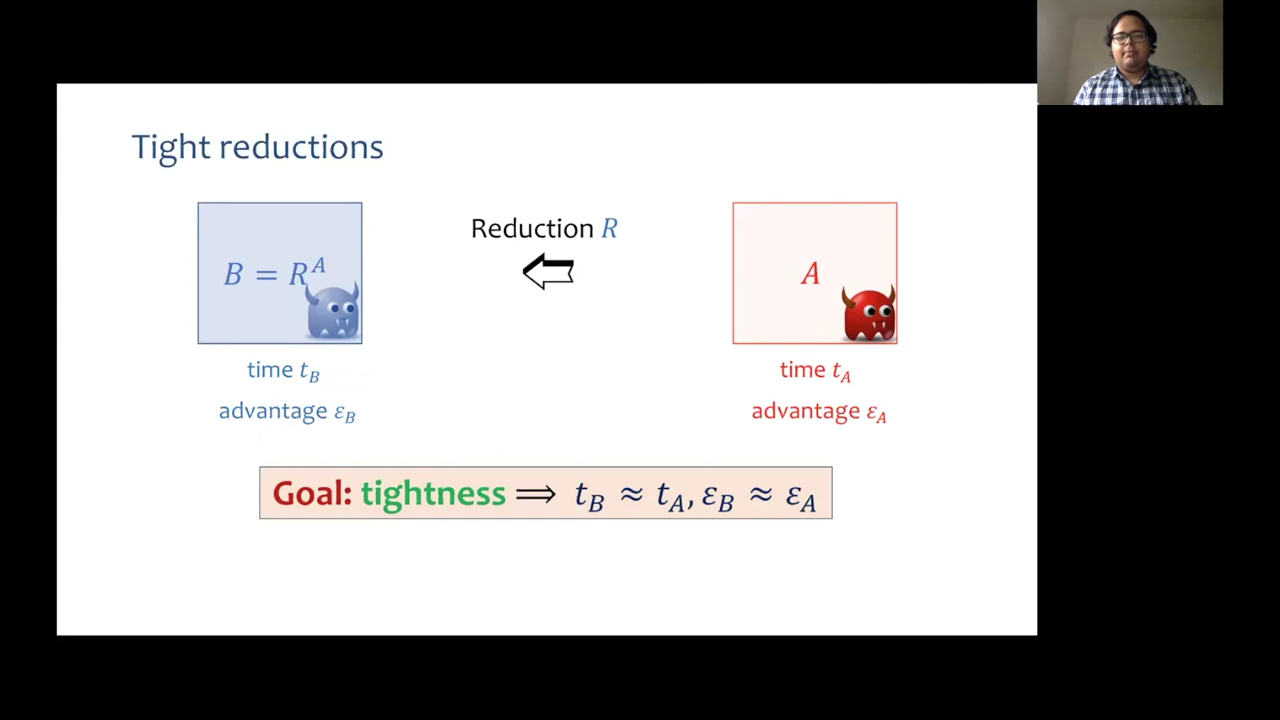 Tight reductions
Reduction R
B = R^A
A
time t_B
advantage ε_B
time t_A
advantage ε_A
Goal: tightness ⟹ t_B ≈ t_A, ε_B ≈ ε_A